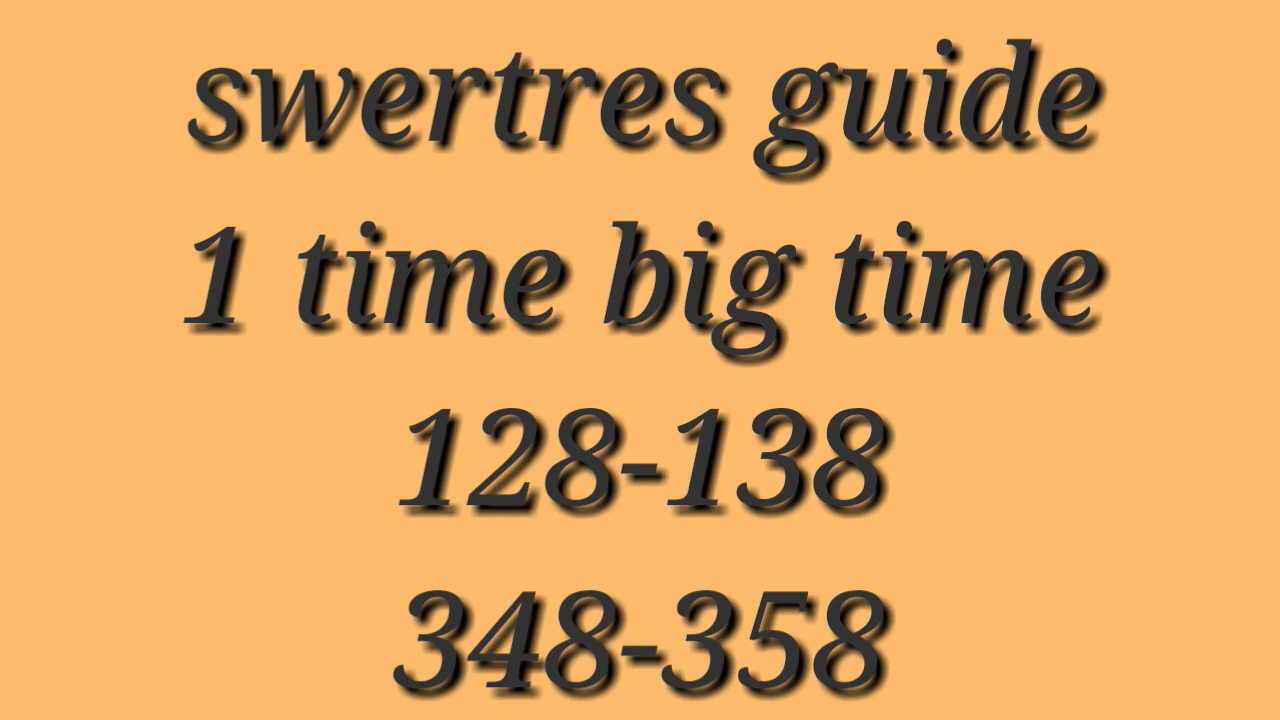 swertres guide
1 time big time
128-138
348-358